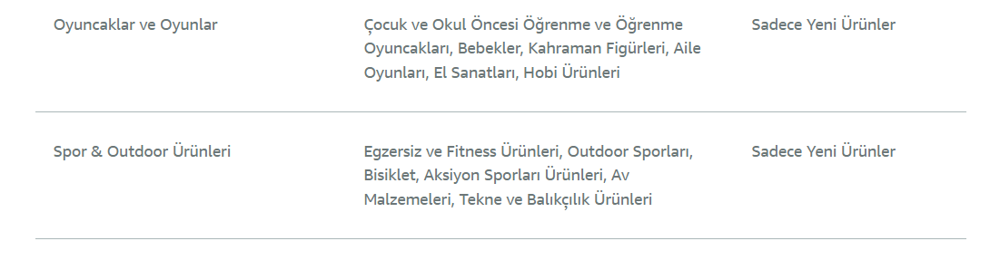 Oyuncaklar ve Oyunlar
Çocuk ve Okul Öncesi Öğrenme ve Öğrenme
Oyuncakları, Bebekler, Kahraman Figürleri, Aile
Oyunları, El Sanatları, Hobi Ürünleri
Sadece Yeni Ürünler
Spor & Outdoor Ürünleri
Egzersiz ve Fitness Ürünleri, Outdoor Sporları,
Bisiklet, Aksiyon Sporları Ürünleri, Av
Malzemeleri, Tekne ve Balıkçılık Ürünleri
Sadece Yeni Ürünler